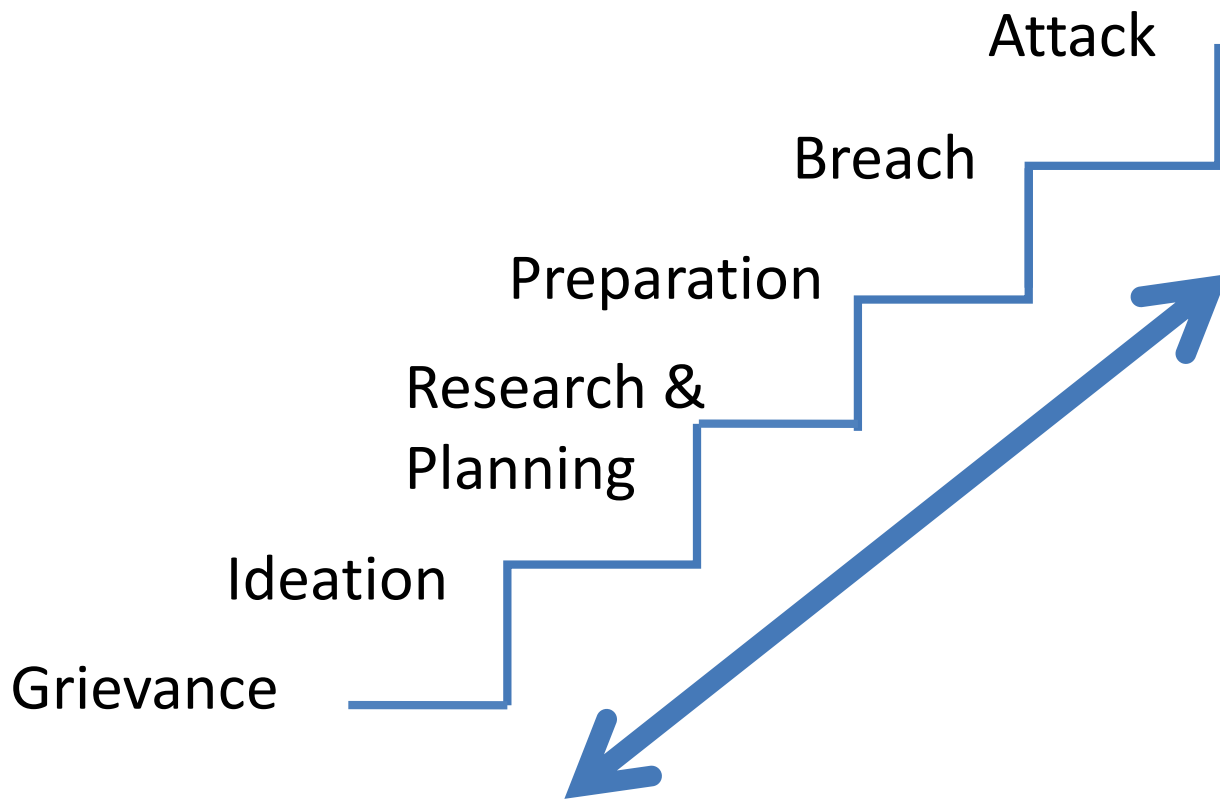 Attack
Breach
Preparation
Research &
Planning
Ideation
Grievance